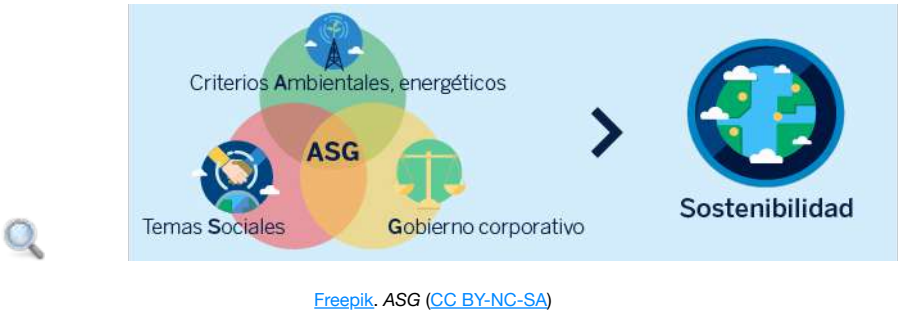 Criterios Ambientales, energéticos
ASG
Temas Sociales
Gobierno corporativo
Sostenibilidad
Freepik. ASG (CC BY-NC-SA)